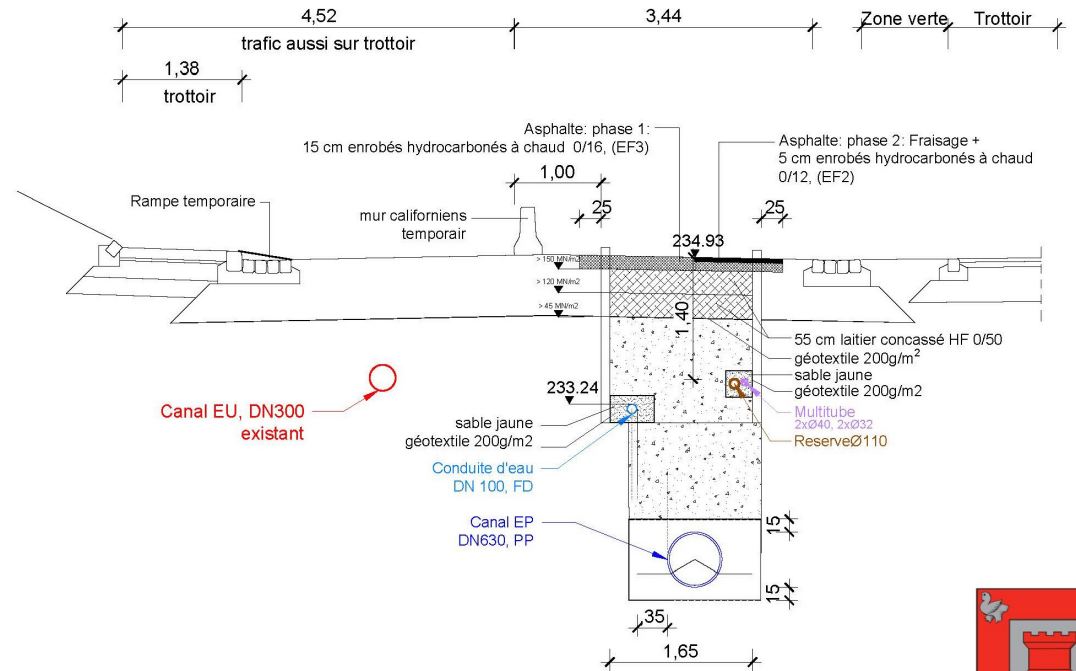 4,52
3,44
Zone verte
Trottoir
trafic aussi sur trottoir
1,38
trottoir
Asphalte: phase 1:
15 cm enrobés hydrocarbonés à chaud 0/16, (EF3)
Asphalte: phase 2: Fraisage +
5 cm enrobés hydrocarbonés à chaud
0/12, (EF2)
1,00
Rampe temporaire
mur californiens
temporair
25
25
234.93
> 150 MN/m2
> 120 MN/m2
> 45 MN/m2
1,40
55 cm laitier concassé HF 0/50
géotextile 200g/m²
sable jaune
géotextile 200g/m2
233.24
Canal EU, DN300
existant
sable jaune
géotextile 200g/m2
Multitube
2xØ40, 2xØ32
ReserveØ110
Conduite d'eau
DN 100, FD
Canal EP
DN630, PP
15
15
35
1,65